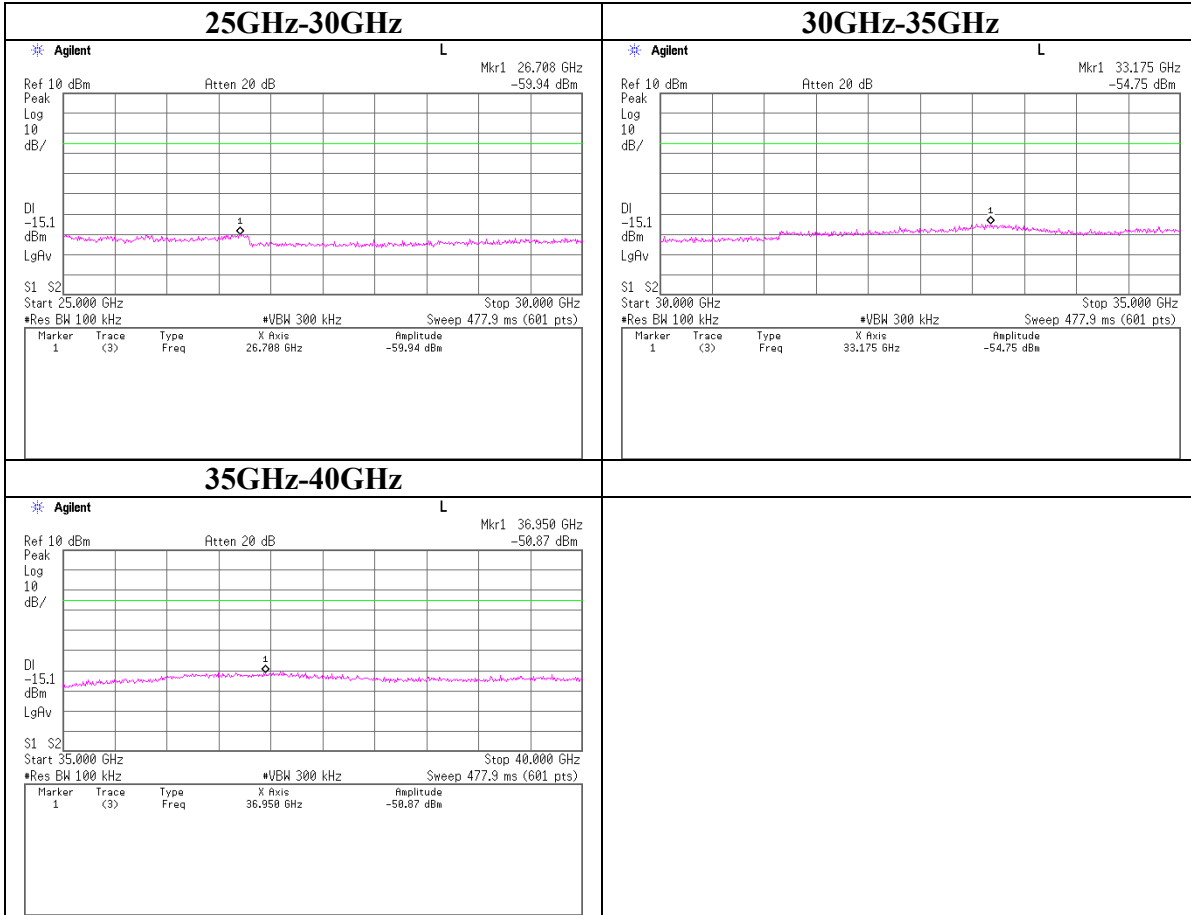 25GHz-30GHz
Agilent L
Mkr1 26.708 GHz
Ref 10 dBm Atten 20 dB -59.94 dBm
Peak
Log
10
dB/
1
DI
-15.1
dBm
LgAv
S1 S2
Start 25.000 GHz Stop 30.000 GHz
#Res BW 100 kHz #VBW 300 kHz Sweep 477.9 ms (601 pts)
Marker Trace Type X Axis Amplitude
1 (3) Freq 26.708 GHz -59.94 dBm
30GHz-35GHz
Agilent L
Mkr1 33.175 GHz
Ref 10 dBm Atten 20 dB -54.75 dBm
Peak
Log
10
dB/
1
DI
-15.1
dBm
LgAv
S1 S2
Start 30.000 GHz Stop 35.000 GHz
#Res BW 100 kHz #VBW 300 kHz Sweep 477.9 ms (601 pts)
Marker Trace Type X Axis Amplitude
1 (3) Freq 33.175 GHz -54.75 dBm
35GHz-40GHz
Agilent L
Mkr1 36.950 GHz
Ref 10 dBm Atten 20 dB -50.87 dBm
Peak
Log
10
dB/
1
DI
-15.1
dBm
LgAv
S1 S2
Start 35.000 GHz Stop 40.000 GHz
#Res BW 100 kHz #VBW 300 kHz Sweep 477.9 ms (601 pts)
Marker Trace Type X Axis Amplitude
1 (3) Freq 36.950 GHz -50.87 dBm